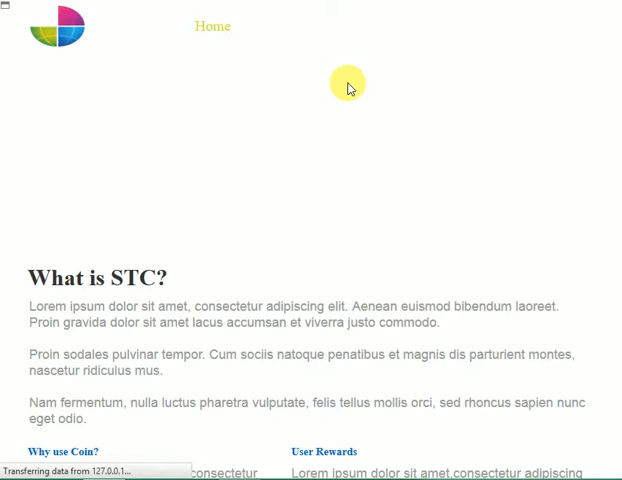 Home
What is STC?
Lorem ipsum dolor sit amet, consectetur adipiscing elit. Aenean euismod bibendum laoreet.
Proin gravida dolor sit amet lacus accumsan et viverra justo commodo.
Proin sodales pulvinar tempor. Cum sociis natoque penatibus et magnis dis parturient montes,
nascetur ridiculus mus.
Nam fermentum, nulla luctus pharetra vulputate, felis tellus mollis orci, sed rhoncus sapien nunc
eget odio.
Why use Coin? User Rewards
Transferring data from 127.0.0.1... consectetur Lorem ipsum dolor sit amet,consectetur adipiscing